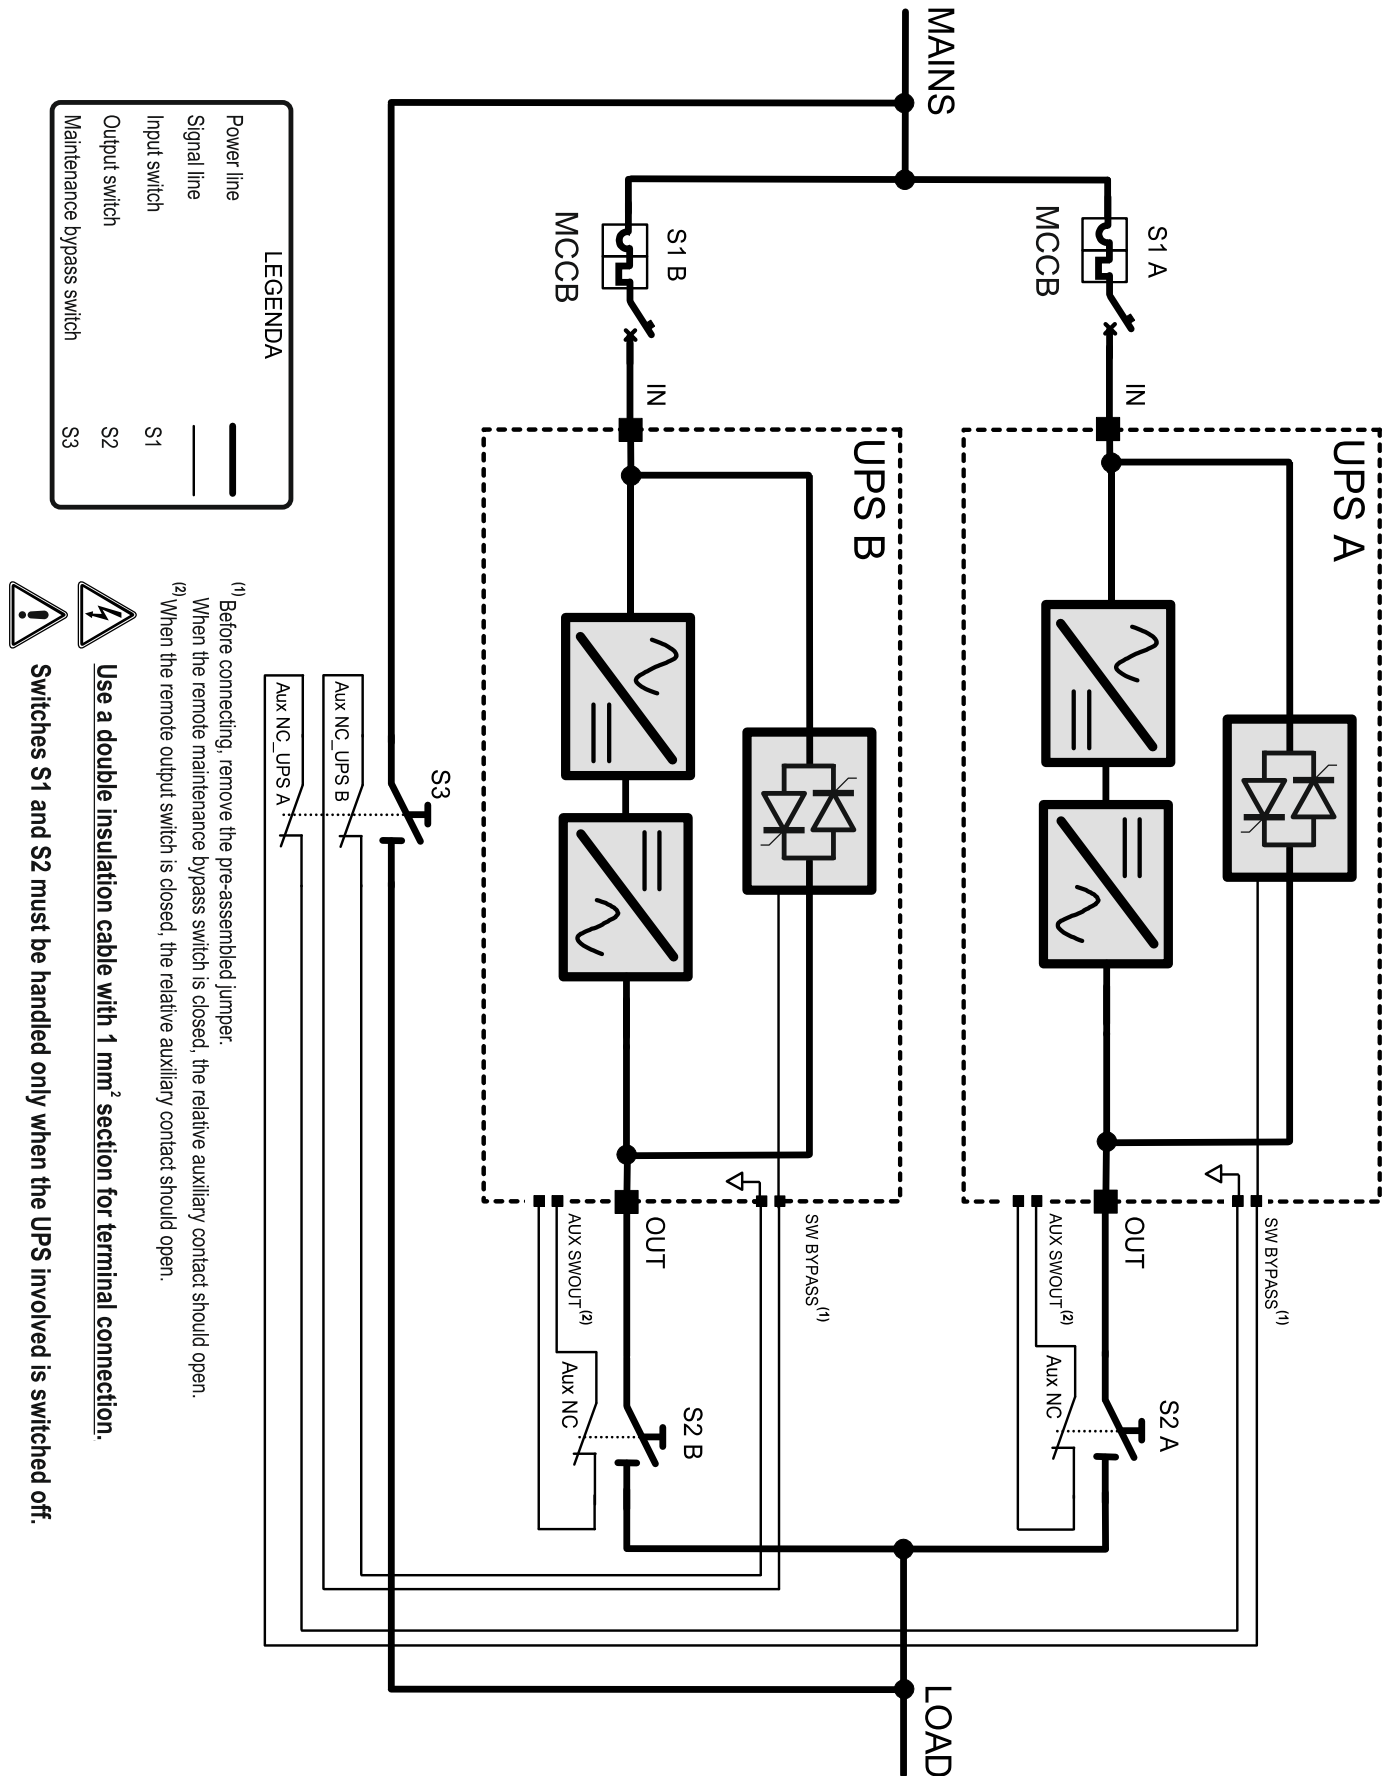 MAINS
LOAD
UPS A
S1 A
MCCB
IN
OUT
SW BYPASS(1)
AUX SWOUT(2)
Aux NC
S2 A
UPS B
S1 B
MCCB
IN
OUT
SW BYPASS(1)
AUX SWOUT(2)
Aux NC
S2 B
S3
Aux NC_UPS B
Aux NC_UPS A
LEGENDA
Power line
Signal line
Input switch S1
Output switch S2
Maintenance bypass switch S3
(1) Before connecting, remove the pre-assembled jumper.
When the remote maintenance bypass switch is closed, the relative auxiliary contact should open.
(2) When the remote output switch is closed, the relative auxiliary contact should open.
Use a double insulation cable with 1 mm² section for terminal connection.
Switches S1 and S2 must be handled only when the UPS involved is switched off.